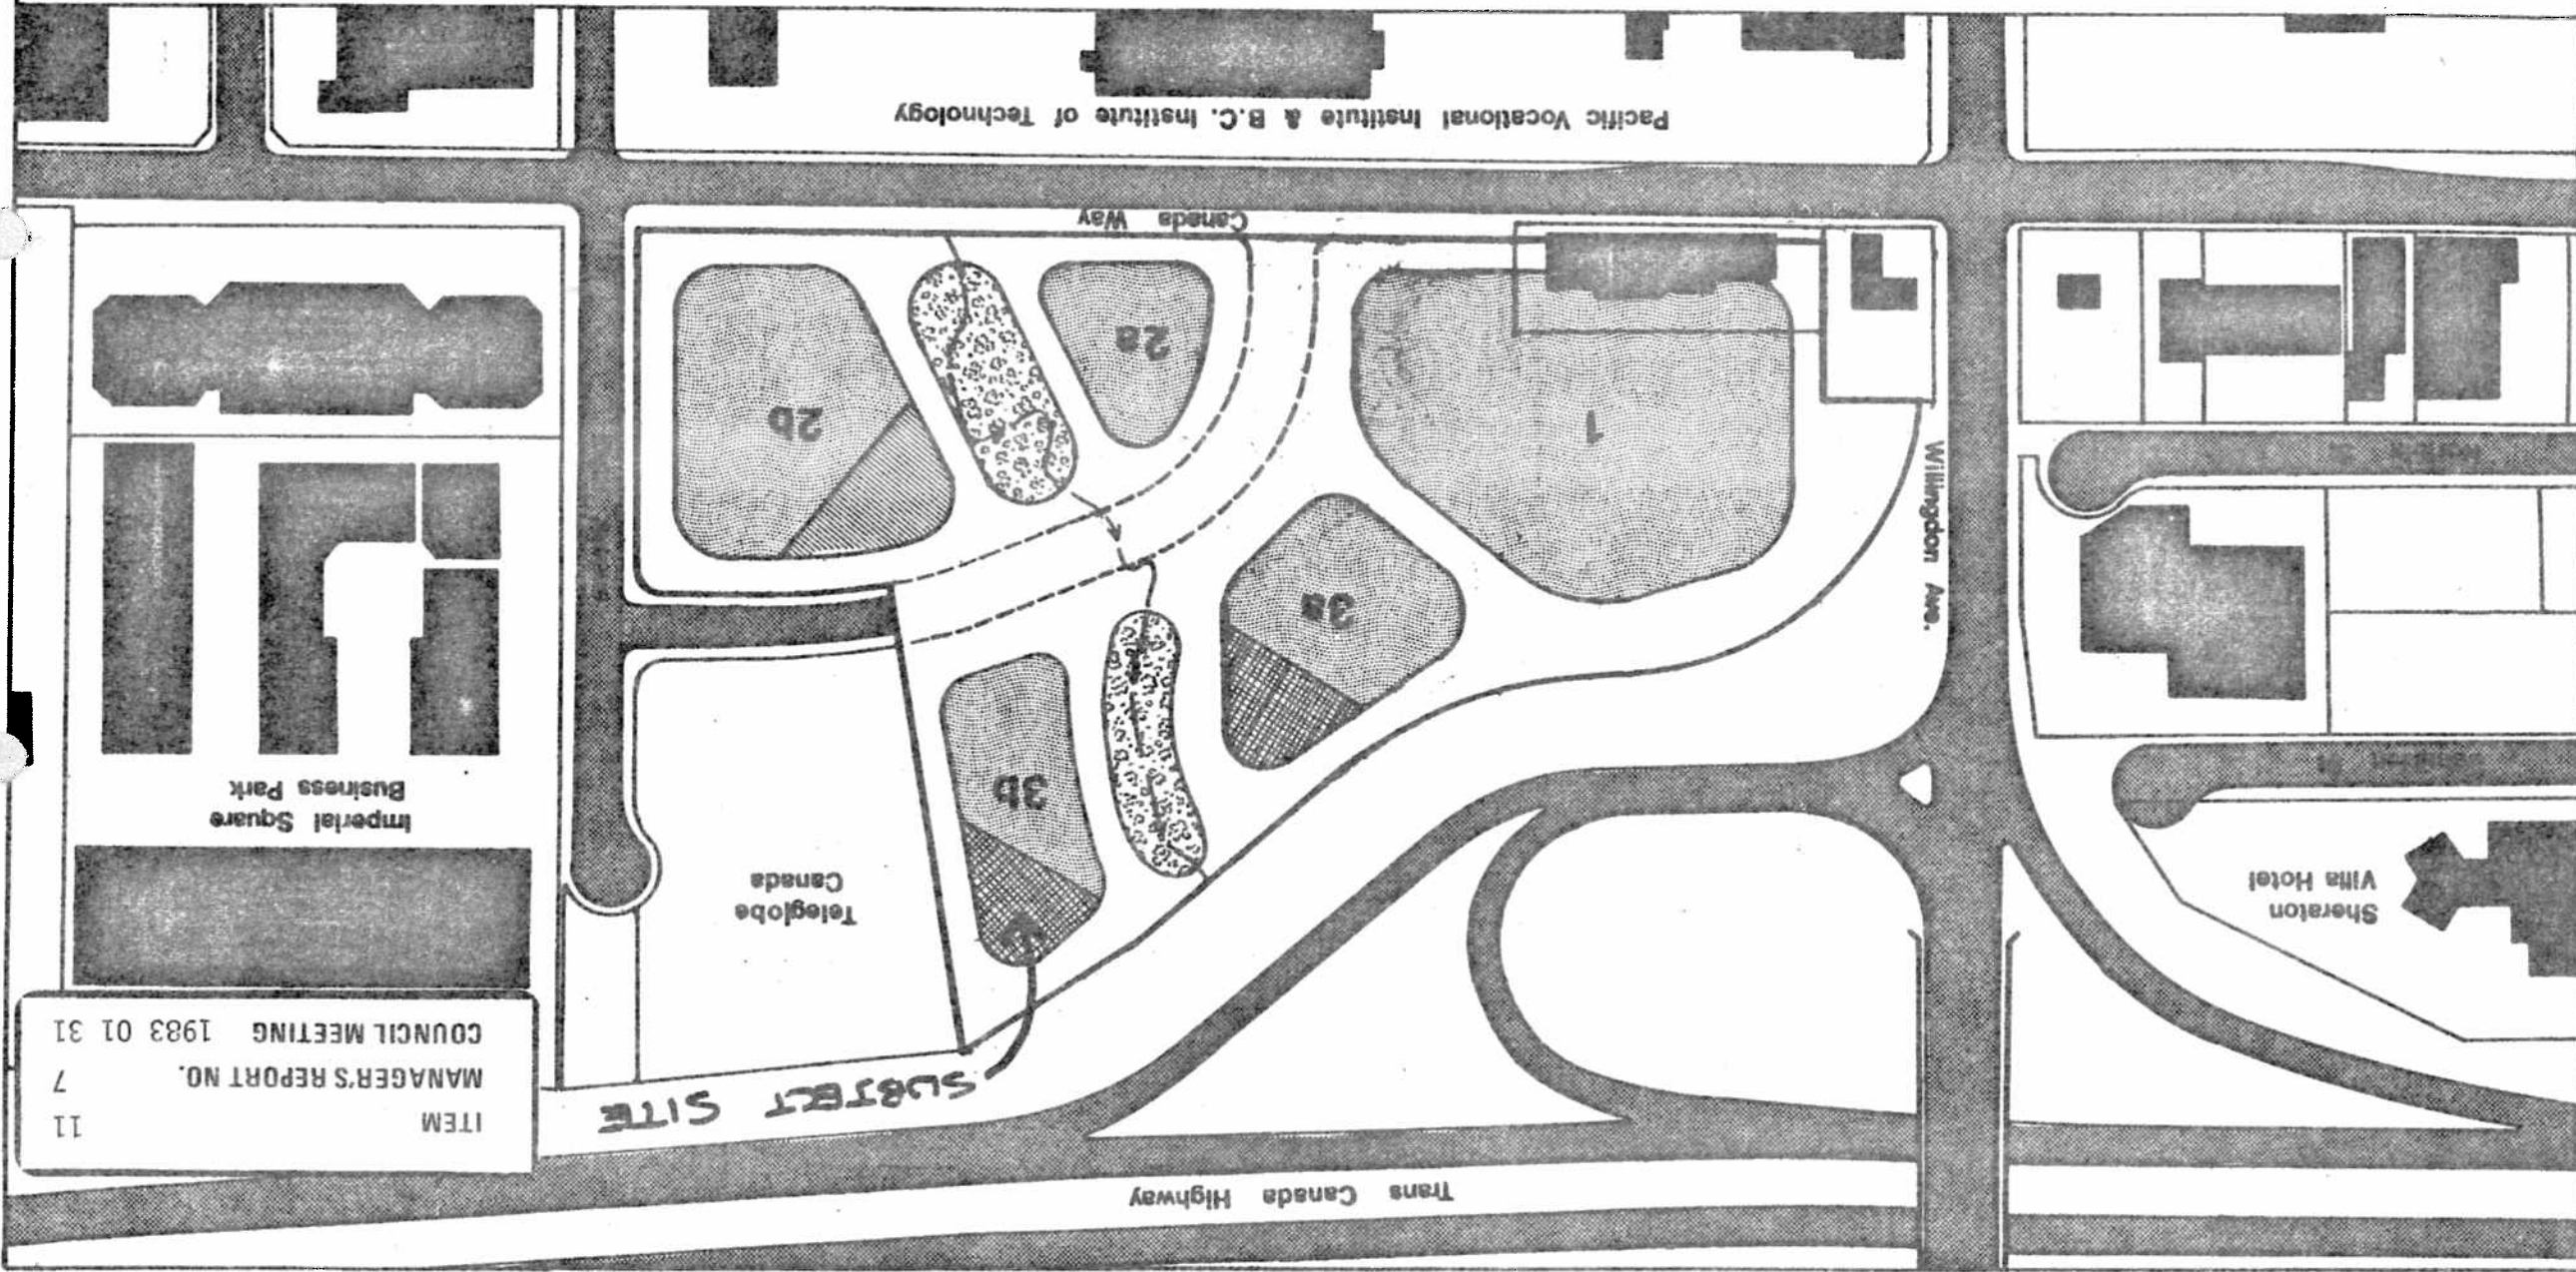 ITEM 11
MANAGER'S REPORT NO. 7
COUNCIL MEETING 1983 01 31
Trans Canada Highway
SUBJECT SITE
Sheraton
Villa Hotel
Teleglobe
Canada
Imperial Square
Business Park
3b
3a
Willingdon Ave.
1
2b
2a
Canada Way
Pacific Vocational Institute & B.C. Institute of Technology